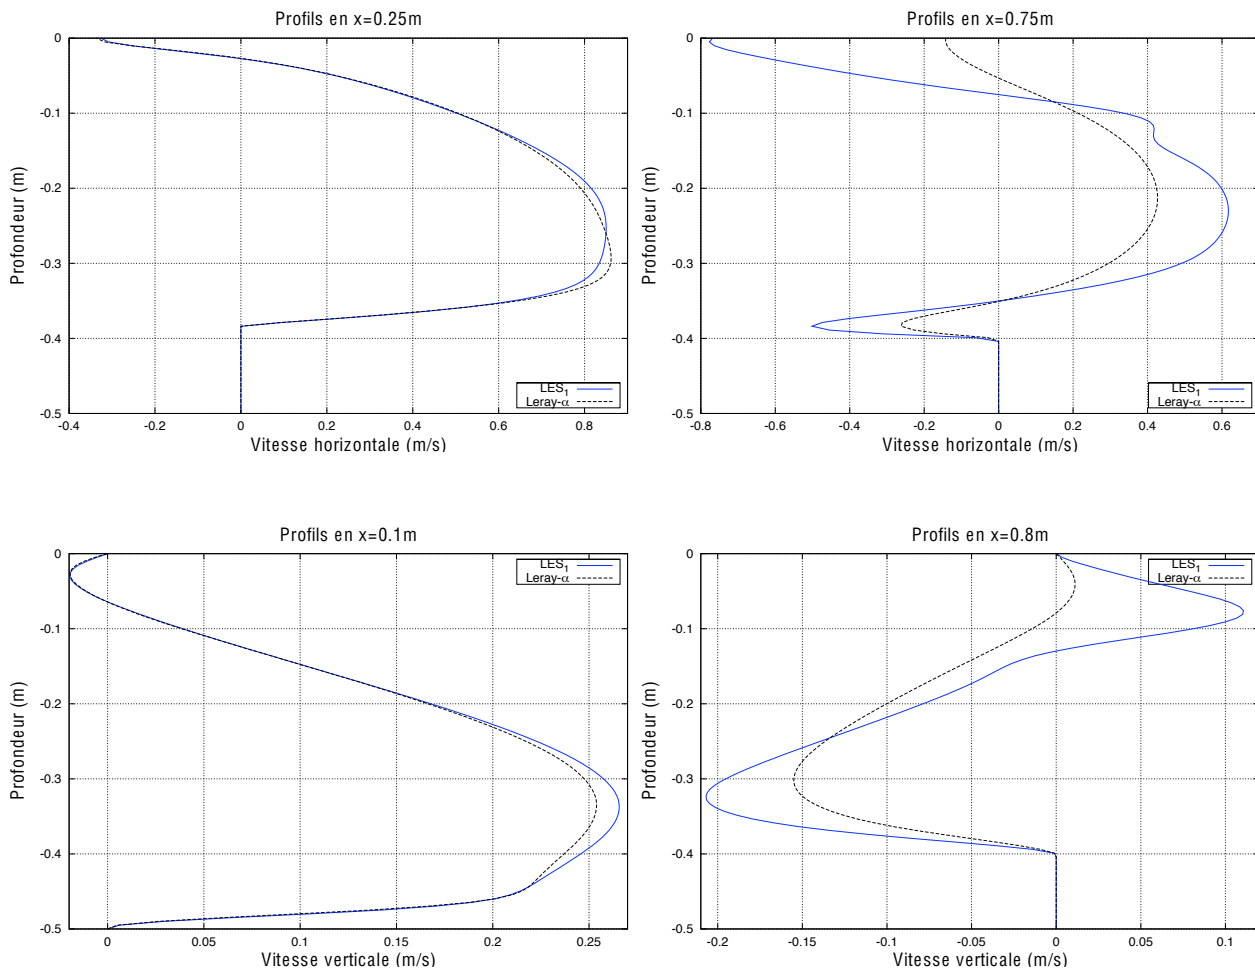 Profils en x=0.25m
0
-0.1
-0.2
-0.3
-0.4
-0.5
Profondeur (m)
-0.4 -0.2 0 0.2 0.4 0.6 0.8
Vitesse horizontale (m/s)
LES1
Leray-α
Profils en x=0.75m
0
-0.1
-0.2
-0.3
-0.4
-0.5
Profondeur (m)
-0.8 -0.6 -0.4 -0.2 0 0.2 0.4 0.6
Vitesse horizontale (m/s)
LES1
Leray-α
Profils en x=0.1m
0
-0.1
-0.2
-0.3
-0.4
-0.5
Profondeur (m)
0 0.05 0.1 0.15 0.2 0.25
Vitesse verticale (m/s)
LES1
Leray-α
Profils en x=0.8m
0
-0.1
-0.2
-0.3
-0.4
-0.5
Profondeur (m)
-0.2 -0.15 -0.1 -0.05 0 0.05 0.1
Vitesse verticale (m/s)
LES1
Leray-α